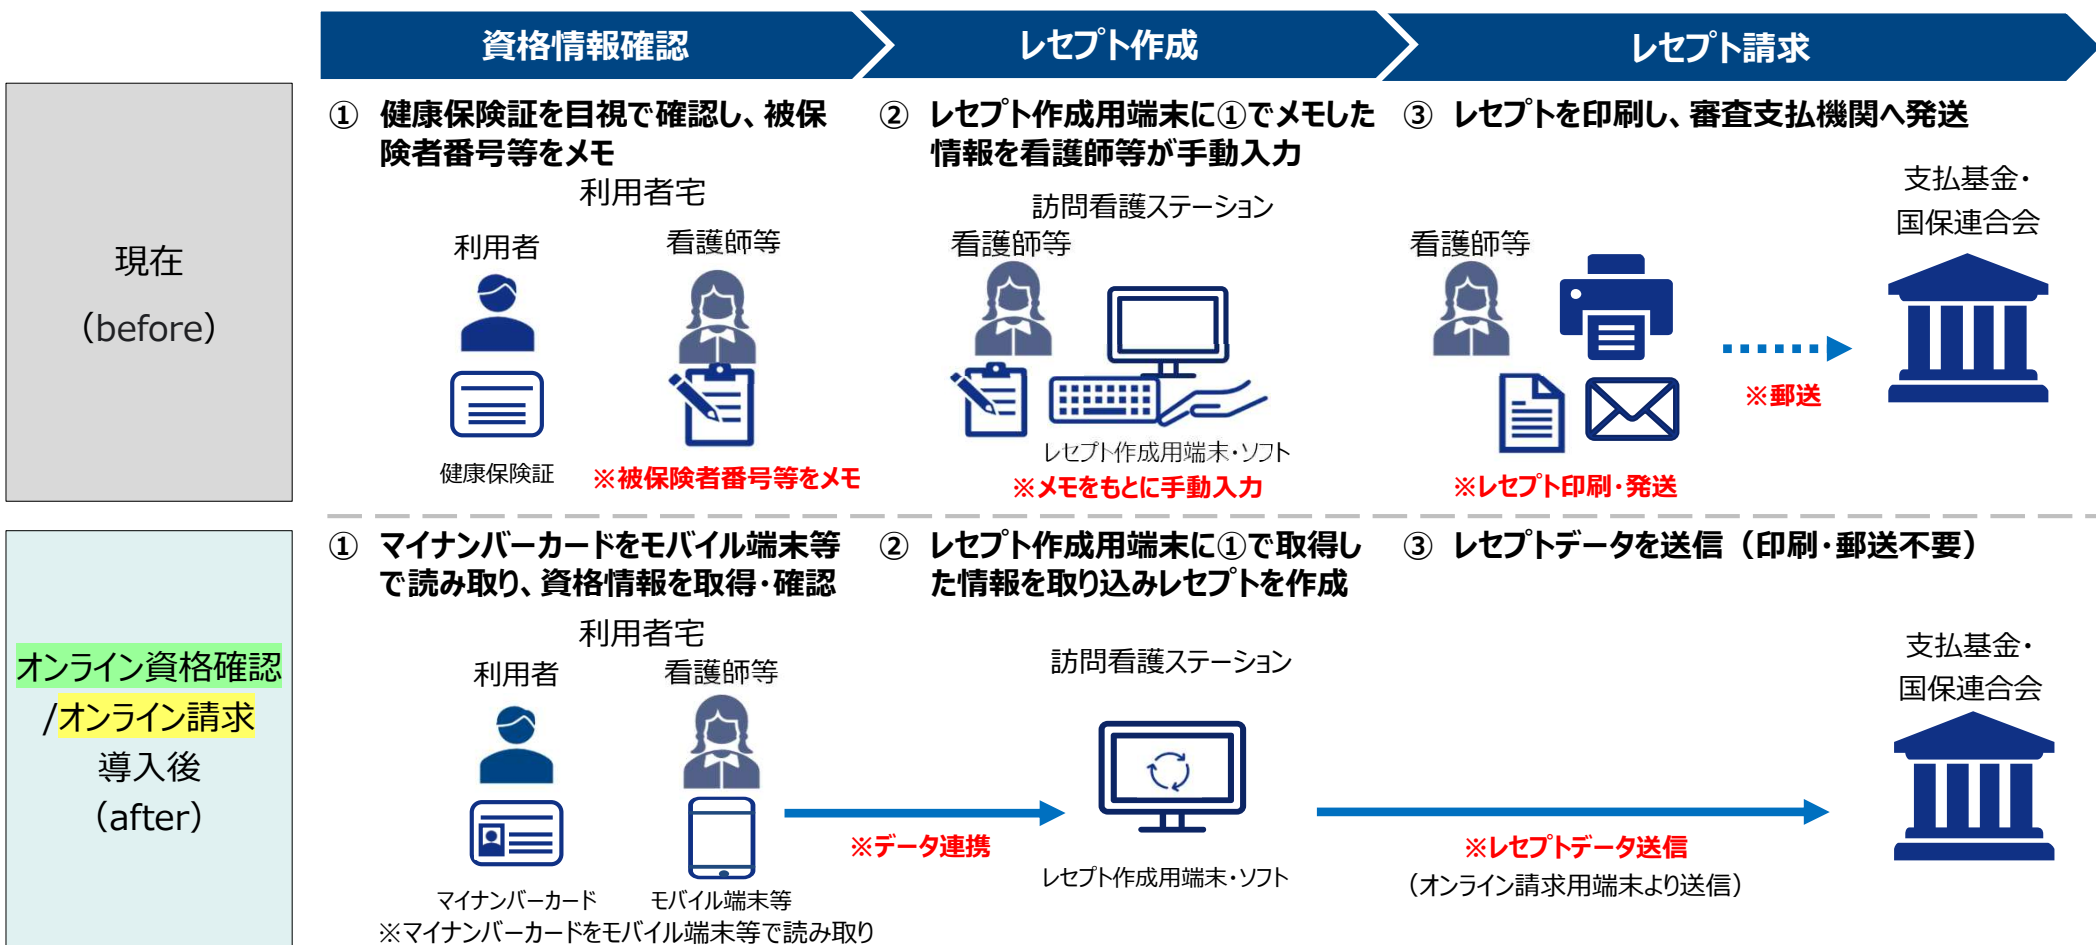 資格情報確認
レセプト作成
レセプト請求
現在
（before）
① 健康保険証を目視で確認し、被保
険者番号等をメモ
利用者宅
利用者
看護師等
健康保険証
※被保険者番号等をメモ
② レセプト作成用端末に①でメモした
情報を看護師等が手動入力
訪問看護ステーション
看護師等
レセプト作成用端末・ソフト
※メモをもとに手動入力
③ レセプトを印刷し、審査支払機関へ発送
看護師等
※レセプト印刷・発送
※郵送
支払基金・
国保連合会
オンライン資格確認
/オンライン請求
導入後
（after）
① マイナンバーカードをモバイル端末等
で読み取り、資格情報を取得・確認
利用者宅
利用者
看護師等
マイナンバーカード
モバイル端末等
※マイナンバーカードをモバイル端末等で読み取り
※データ連携
② レセプト作成用端末に①で取得し
た情報を取り込みレセプトを作成
訪問看護ステーション
レセプト作成用端末・ソフト
③ レセプトデータを送信（印刷・郵送不要）
※レセプトデータ送信
（オンライン請求用端末より送信）
支払基金・
国保連合会